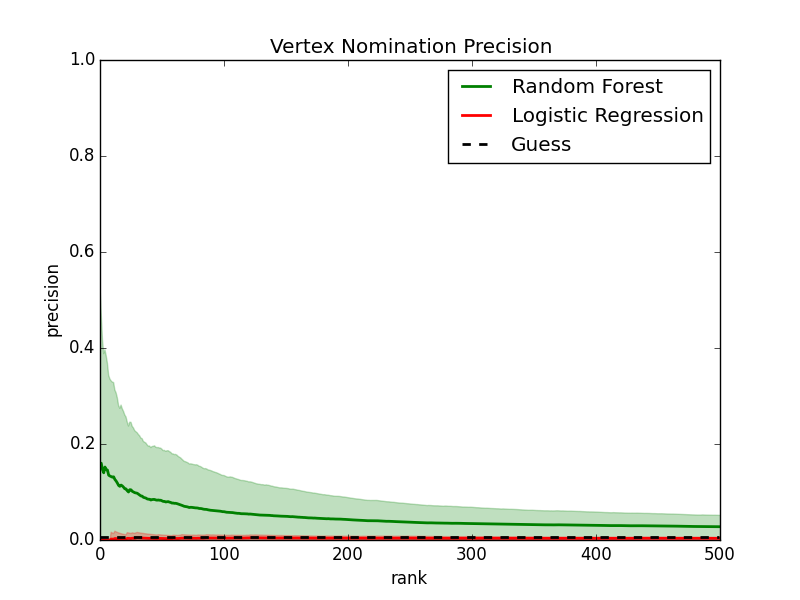 Vertex Nomination Precision
1.0
0.8
0.6
0.4
0.2
0.0
precision
Random Forest
Logistic Regression
Guess
0
100
200
300
400
500
rank